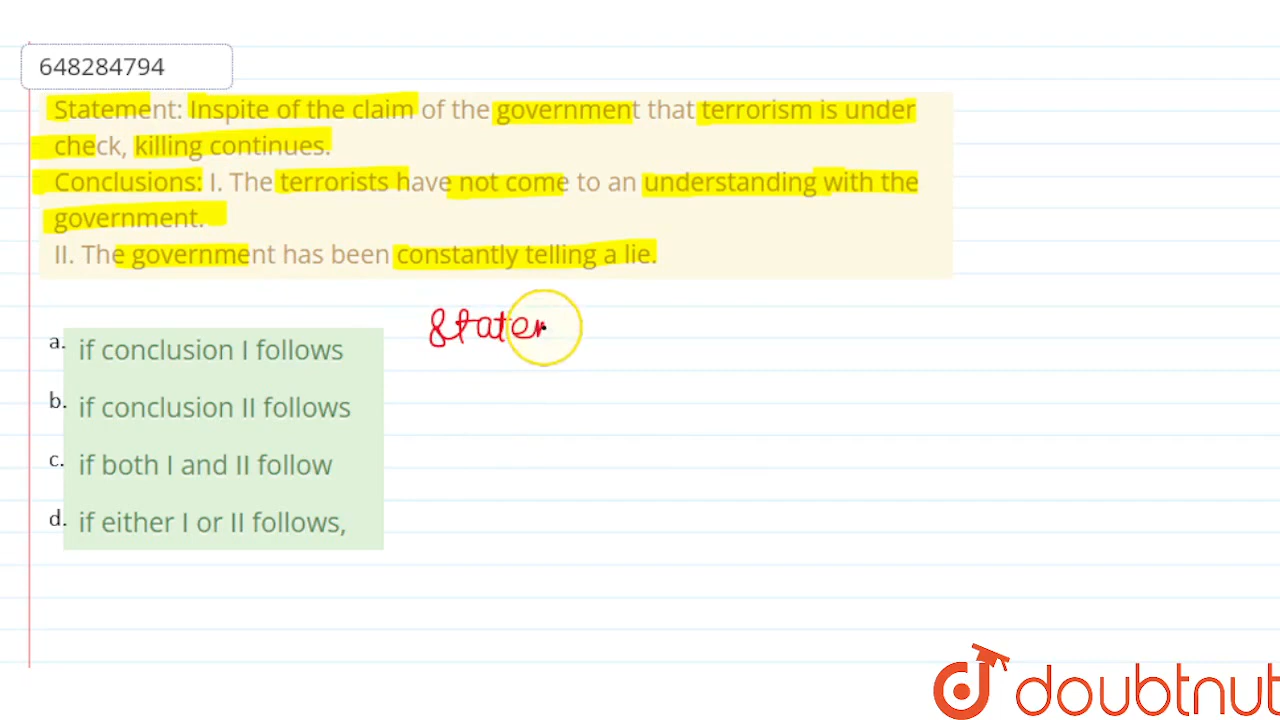 648284794
Statement: Inspite of the claim of the government that terrorism is under
check, killing continues.
Conclusions: I. The terrorists have not come to an understanding with the
government.
II. The government has been constantly telling a lie.
Stater
a. if conclusion I follows
b. if conclusion II follows
c. if both I and II follow
d. if either I or II follows,
doubtnut